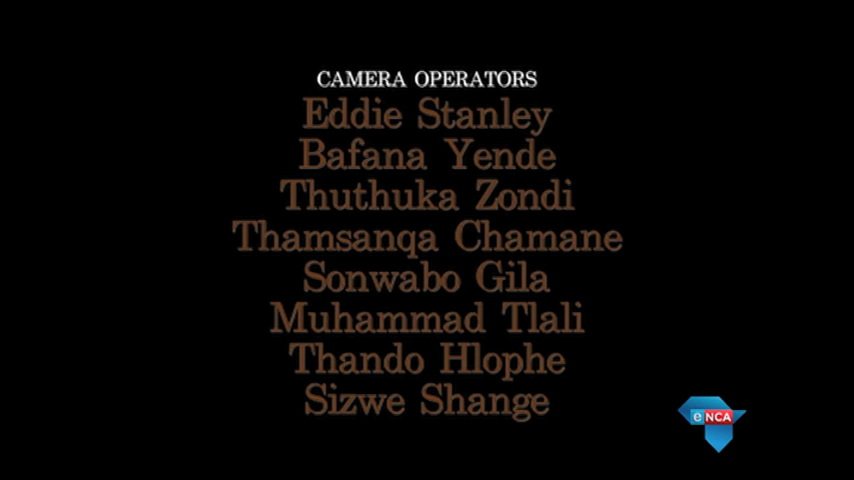 CAMERA OPERATORS
Eddie Stanley
Bafana Yende
Thuthuka Zondi
Thamsanqa Chamane
Sonwabo Gila
Muhammad Tlali
Thando Hlophe
Sizwe Shange
eNCA